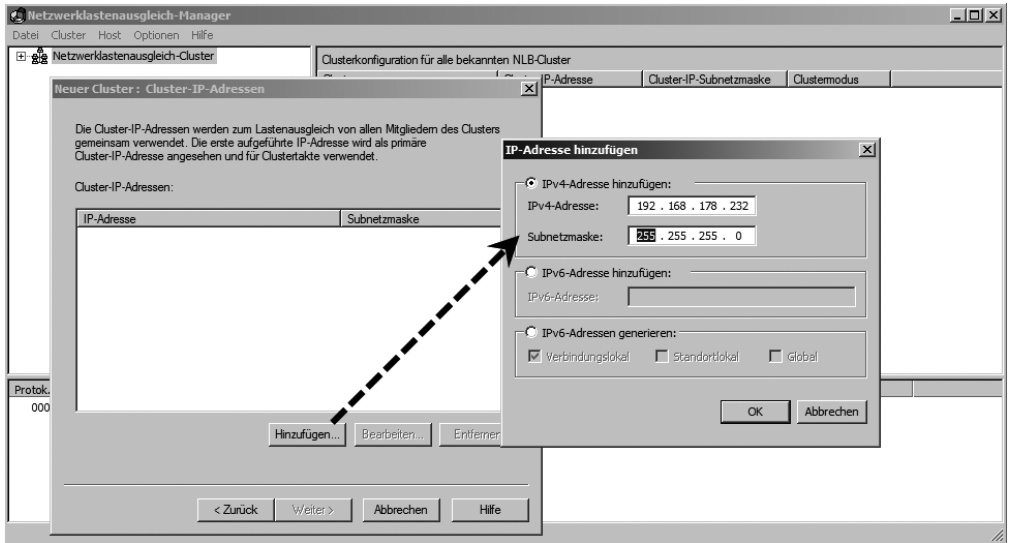 Netzwerklastenausgleich-Manager
Datei Cluster Host Optionen Hilfe
Netzwerklastenausgleich-Cluster
Clusterkonfiguration für alle bekannten NLB-Cluster
IP-Adresse Cluster-IP-Subnetzmaske Clustermodus
Neuer Cluster : Cluster-IP-Adressen
Die Cluster-IP-Adressen werden zum Lastenausgleich von allen Mitgliedern des Clusters
gemeinsam verwendet. Die erste aufgeführte IP-Adresse wird als primäre
Cluster-IP-Adresse angesehen und für Clustertakte verwendet.
Cluster-IP-Adressen:
IP-Adresse Subnetzmaske
Hinzufügen... Bearbeiten... Entfernen
< Zurück Weiter > Abbrechen Hilfe
IP-Adresse hinzufügen
IPv4-Adresse hinzufügen:
IPv4-Adresse: 192 . 168 . 178 . 232
Subnetzmaske: 255 . 255 . 255 . 0
IPv6-Adresse hinzufügen:
IPv6-Adresse:
IPv6-Adressen generieren:
Verbindungslokal Standortlokal Global
OK Abbrechen
Protok.
000